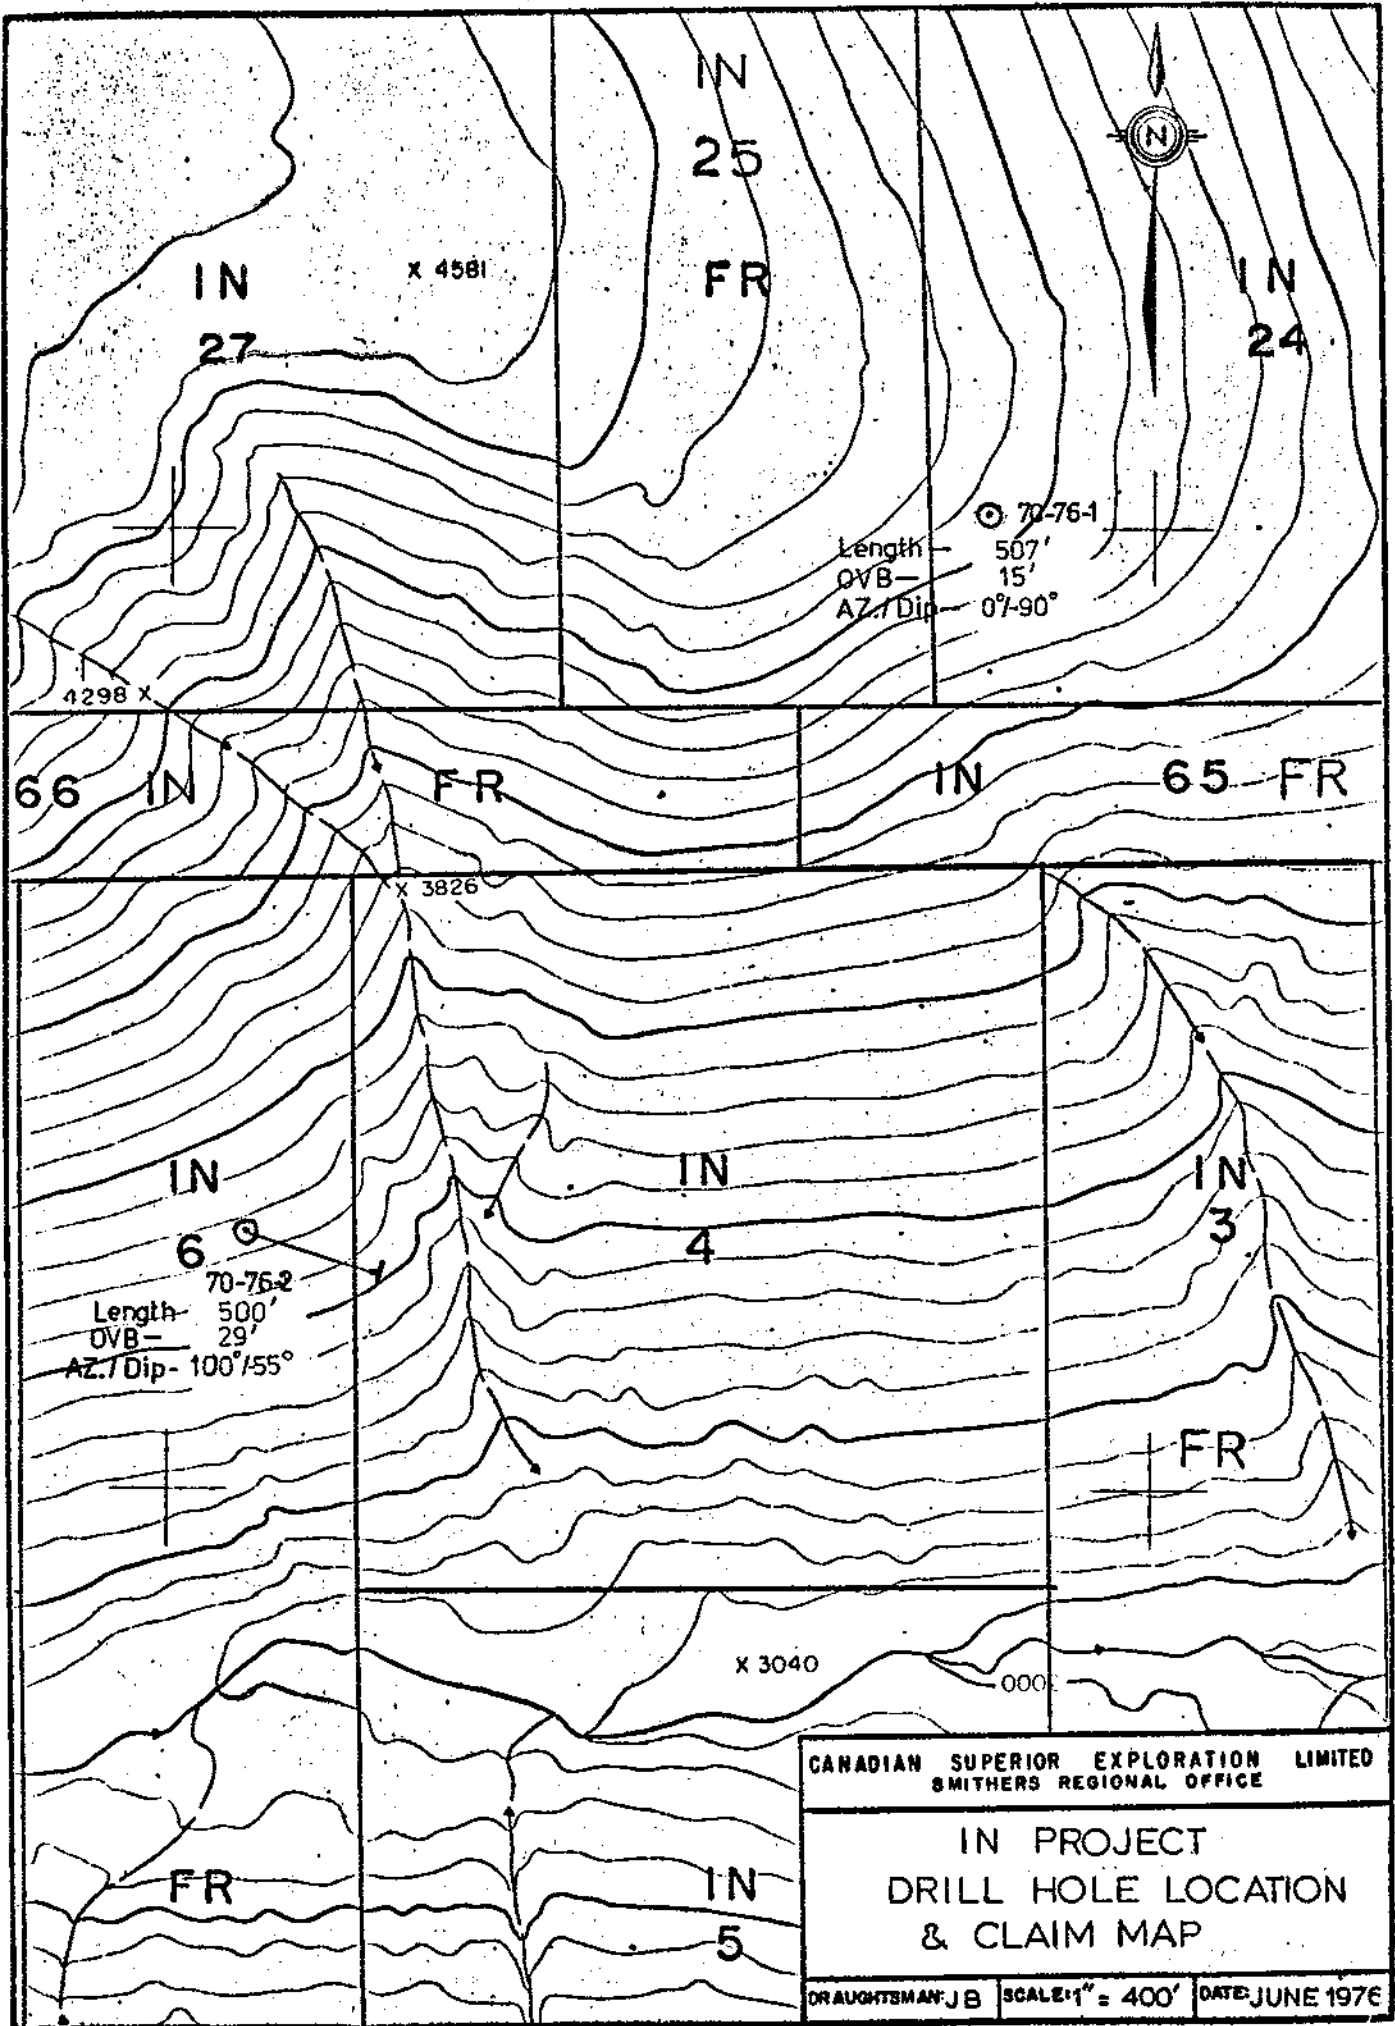 IN
25
FR
N
IN
27
X 4581
IN
24
70-76-1
Length - 507'
OVB - 15'
AZ./Dip - 0°/-90°
4298 X
66 IN FR
IN 65 FR
X 3826
IN
6
70-76-2
Length - 500'
OVB - 29'
AZ./Dip - 100°/-55°
IN
4
IN
3
FR
X 3040
FR
IN
5
CANADIAN SUPERIOR EXPLORATION LIMITED
SMITHERS REGIONAL OFFICE
IN PROJECT
DRILL HOLE LOCATION
& CLAIM MAP
DRAUGHTSMAN: JB
SCALE: 1" = 400'
DATE: JUNE 1976